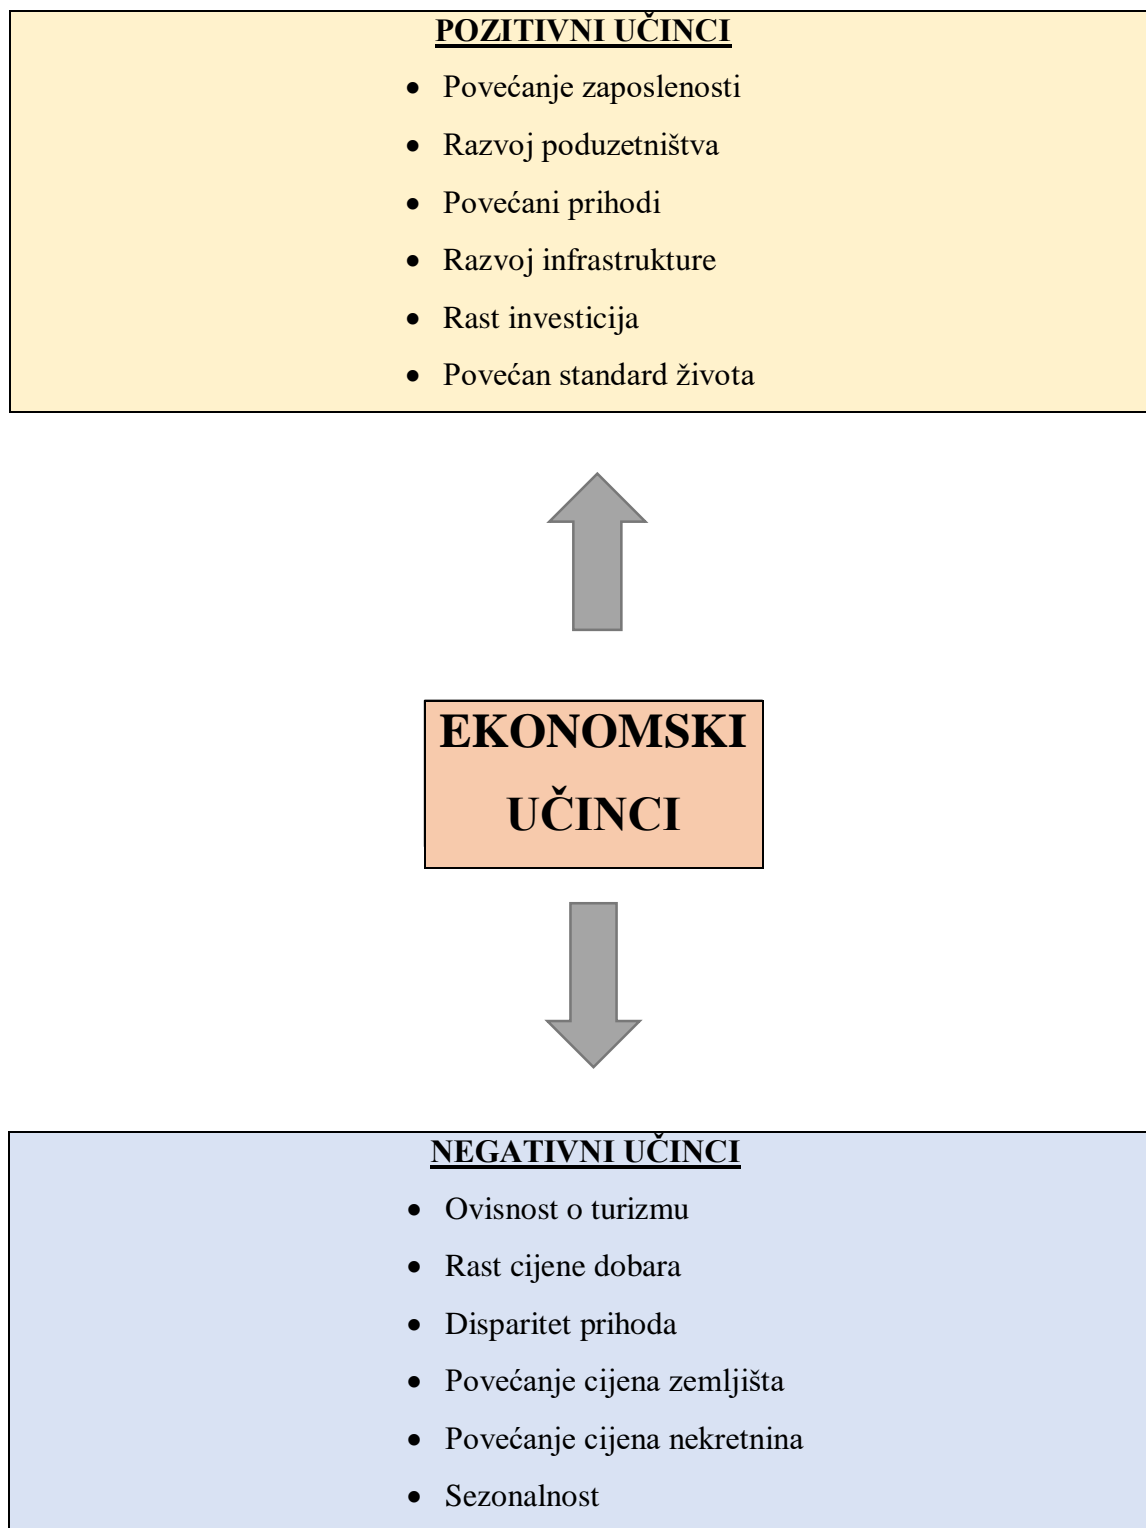 POZITIVNI UČINCI
• Povećanje zaposlenosti
• Razvoj poduzetništva
• Povećani prihodi
• Razvoj infrastrukture
• Rast investicija
• Povećan standard života
EKONOMSKI
UČINCI
NEGATIVNI UČINCI
• Ovisnost o turizmu
• Rast cijene dobara
• Disparitet prihoda
• Povećanje cijena zemljišta
• Povećanje cijena nekretnina
• Sezonalnost